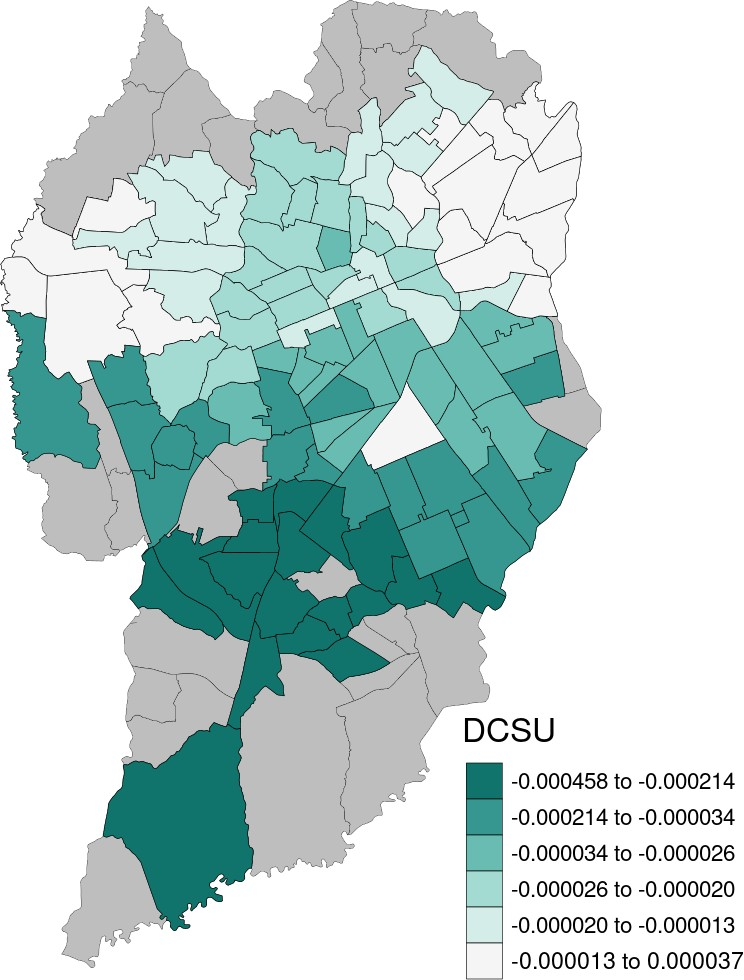 DCSU
-0.000458 to -0.000214
-0.000214 to -0.000034
-0.000034 to -0.000026
-0.000026 to -0.000020
-0.000020 to -0.000013
-0.000013 to 0.000037